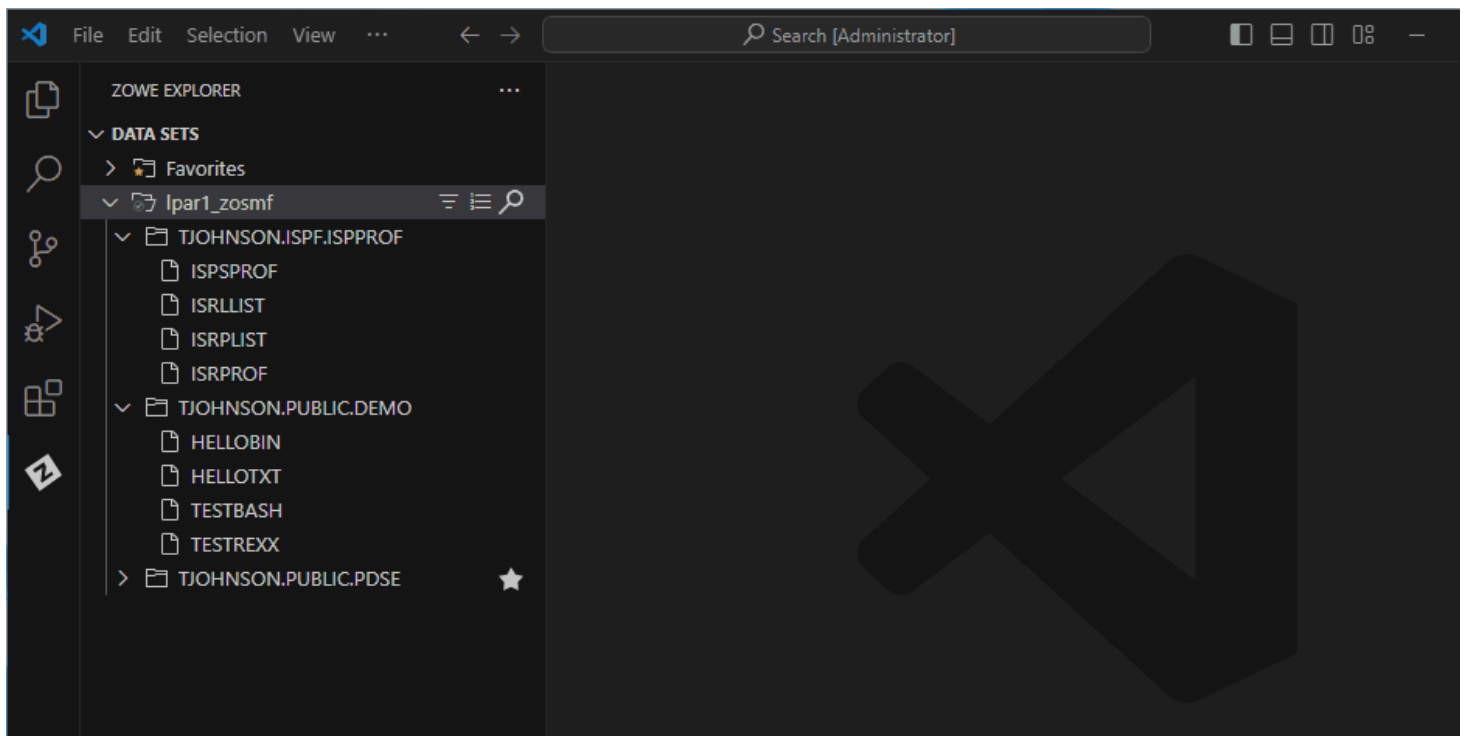 File Edit Selection View ··· Search [Administrator]
ZOWE EXPLORER ···
DATA SETS
Favorites
lpar1_zosmf
TJOHNSON.ISPF.ISPPROF
ISPSPROF
ISRLLIST
ISRPLIST
ISRPROF
TJOHNSON.PUBLIC.DEMO
HELLOBIN
HELLOTXT
TESTBASH
TESTREXX
TJOHNSON.PUBLIC.PDSE